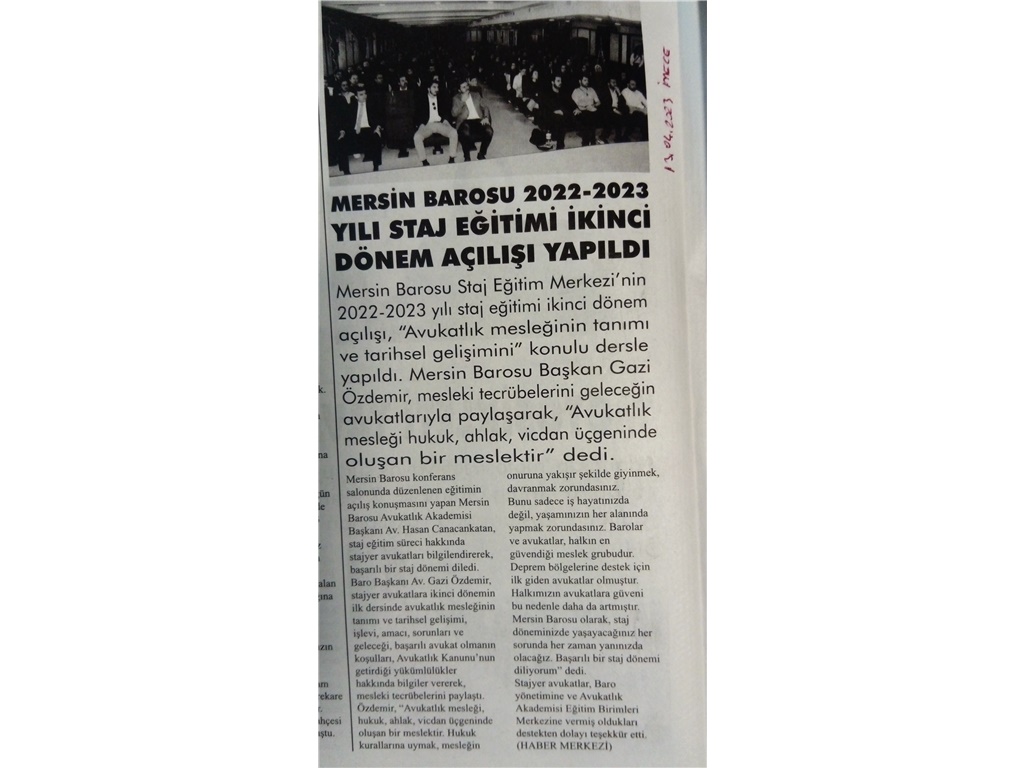 13.04.2023 İMECE
MERSİN BAROSU 2022-2023
YILI STAJ EĞİTİMİ İKİNCİ
DÖNEM AÇILIŞI YAPILDI
Mersin Barosu Staj Eğitim Merkezi'nin
2022-2023 yılı staj eğitimi ikinci dönem
açılışı, "Avukatlık mesleğinin tanımı
ve tarihsel gelişimini" konulu dersle
yapıldı. Mersin Barosu Başkan Gazi
Özdemir, mesleki tecrübelerini geleceğin
avukatlarıyla paylaşarak, "Avukatlık
mesleği hukuk, ahlak, vicdan üçgeninde
oluşan bir meslektir" dedi.
Mersin Barosu konferans
salonunda düzenlenen eğitimin
açılış konuşmasını yapan Mersin
Barosu Avukatlık Akademisi
Başkanı Av. Hasan Canacankatan,
staj eğitim süreci hakkında
stajyer avukatları bilgilendirerek,
başarılı bir staj dönemi diledi.
Baro Başkanı Av. Gazi Özdemir,
stajyer avukatlara ikinci dönemin
ilk dersinde avukatlık mesleğinin
tanımı ve tarihsel gelişimi,
işlevi, amacı, sorunları ve
geleceği, başarılı avukat olmanın
koşulları, Avukatlık Kanunu'nun
getirdiği yükümlülükler
hakkında bilgiler vererek,
mesleki tecrübelerini paylaştı.
Özdemir, "Avukatlık mesleği,
hukuk, ahlak, vicdan üçgeninde
oluşan bir meslektir. Hukuk
kurallarına uymak, mesleğin
onuruna yakışır şekilde giyinmek,
davranmak zorundasınız.
Bunu sadece iş hayatınızda
değil, yaşamınızın her alanında
yapmak zorundasınız. Barolar
ve avukatlar, halkın en
güvendiği meslek grubudur.
Deprem bölgelerine destek için
ilk giden avukatlar olmuştur.
Halkımızın avukatlara güveni
bu nedenle daha da artmıştır.
Mersin Barosu olarak, staj
döneminizde yaşayacağınız her
sorunda her zaman yanınızda
olacağız. Başarılı bir staj dönemi
diliyorum" dedi.
Stajyer avukatlar, Baro
yönetimine ve Avukatlık
Akademisi Eğitim Birimleri
Merkezine vermiş oldukları
destekten dolayı teşekkür etti.
(HABER MERKEZİ)